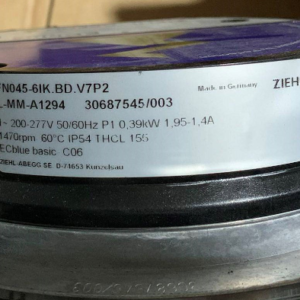 FN045-6IK.BD.V7P2
Made in Germany
ZIEH
L-MM-A1294 30687545/003
~ 200-277V 50/60Hz P1 0,39kW 1,95-1,4A
1470rpm 60°C IP54 THCL 155
ECblue basic C06
ZIEHL-ABEGG SE D-74653 Künzelsau